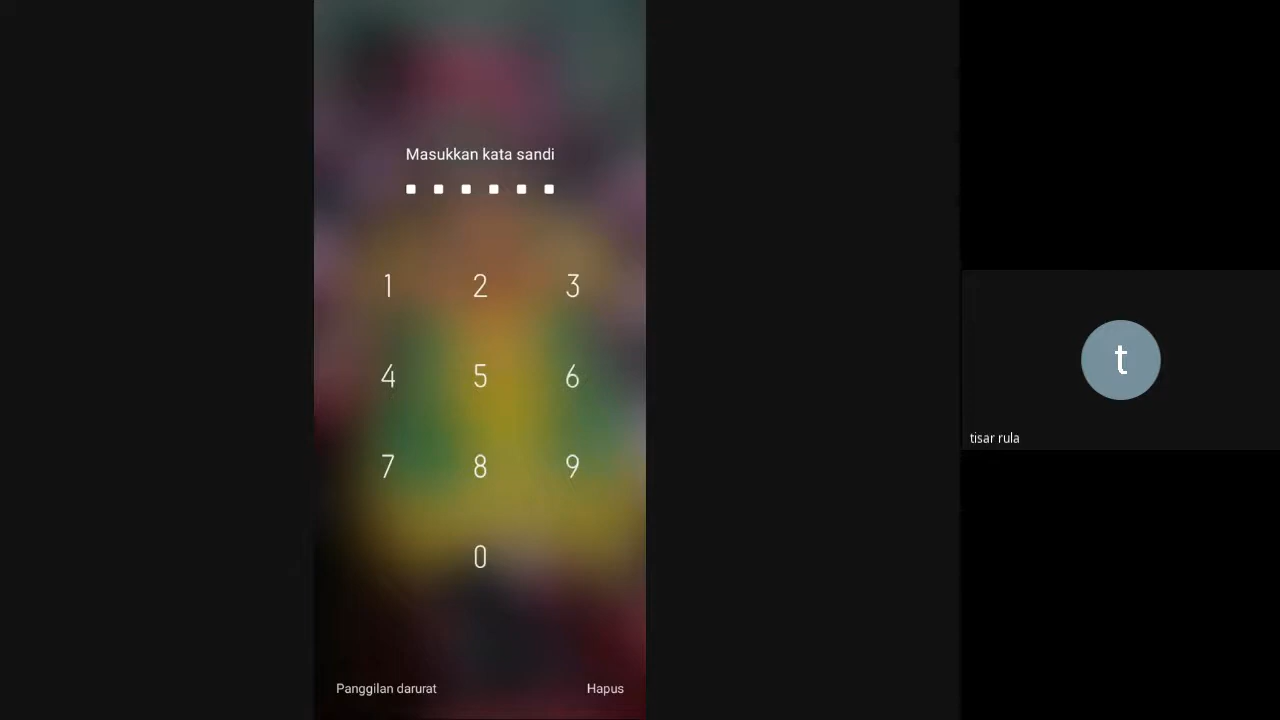 Masukkan kata sandi
1 2 3
4 5 6
7 8 9
0
Panggilan darurat Hapus
t
tisar rula